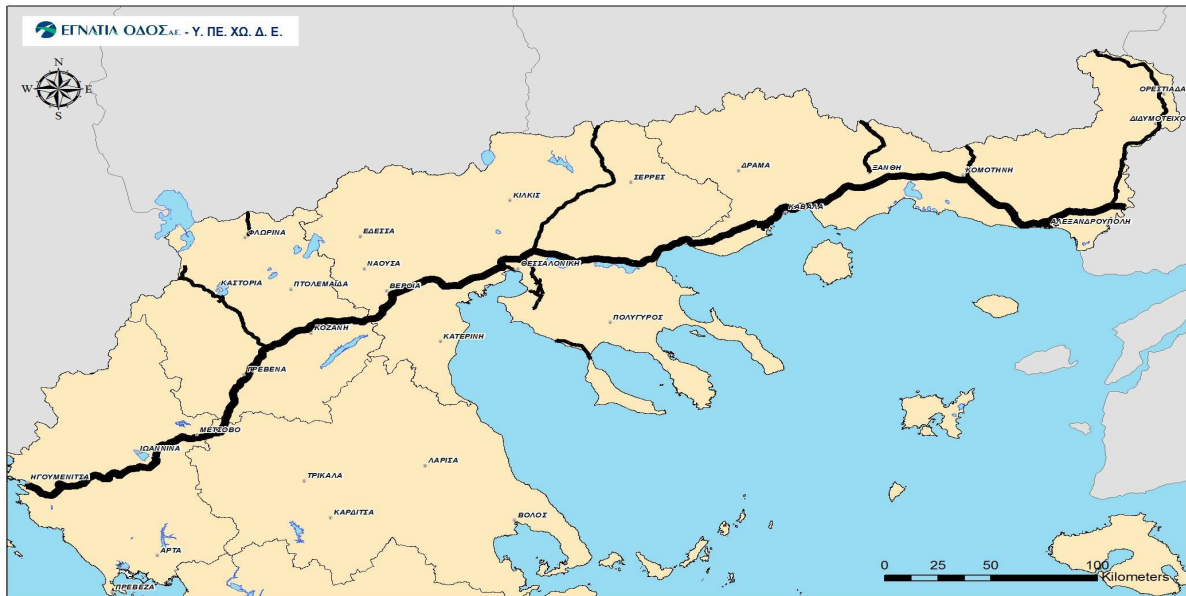 ΕΓΝΑΤΙΑ ΟΔΟΣ Α.Ε. - Υ. ΠΕ. ΧΩ. Δ. Ε.
N
W E
S
ΟΡΕΣΤΙΑΔΑ
ΔΙΔΥΜΟΤΕΙΧΟ
ΔΡΑΜΑ
ΞΑΝΘΗ
ΚΟΜΟΤΗΝΗ
ΣΕΡΡΕΣ
ΚΙΛΚΙΣ
ΚΑΒΑΛΑ
ΑΛΕΞΑΝΔΡΟΥΠΟΛΗ
ΦΛΩΡΙΝΑ
ΕΔΕΣΣΑ
ΝΑΟΥΣΑ
ΘΕΣΣΑΛΟΝΙΚΗ
ΚΑΣΤΟΡΙΑ
ΠΤΟΛΕΜΑΪΔΑ
ΒΕΡΟΙΑ
ΠΟΛΥΓΥΡΟΣ
ΚΟΖΑΝΗ
ΚΑΤΕΡΙΝΗ
ΓΡΕΒΕΝΑ
ΜΕΤΣΟΒΟ
ΙΩΑΝΝΙΝΑ
ΛΑΡΙΣΑ
ΗΓΟΥΜΕΝΙΤΣΑ
ΤΡΙΚΑΛΑ
ΚΑΡΔΙΤΣΑ
ΒΟΛΟΣ
ΑΡΤΑ
ΠΡΕΒΕΖΑ
0 25 50 100
Kilometers